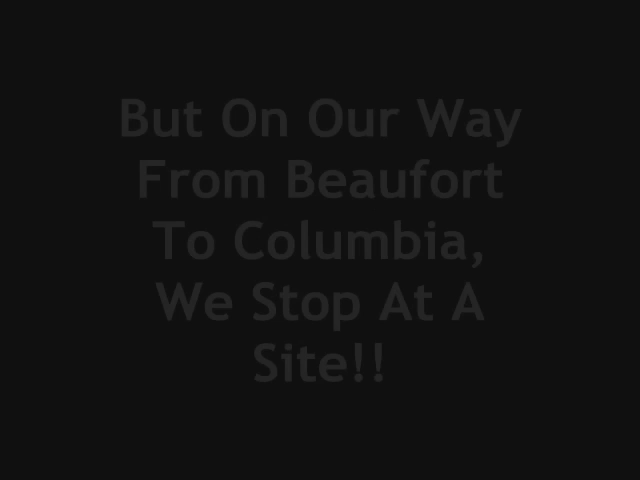 But On Our Way
From Beaufort
To Columbia,
We Stop At A
Site!!